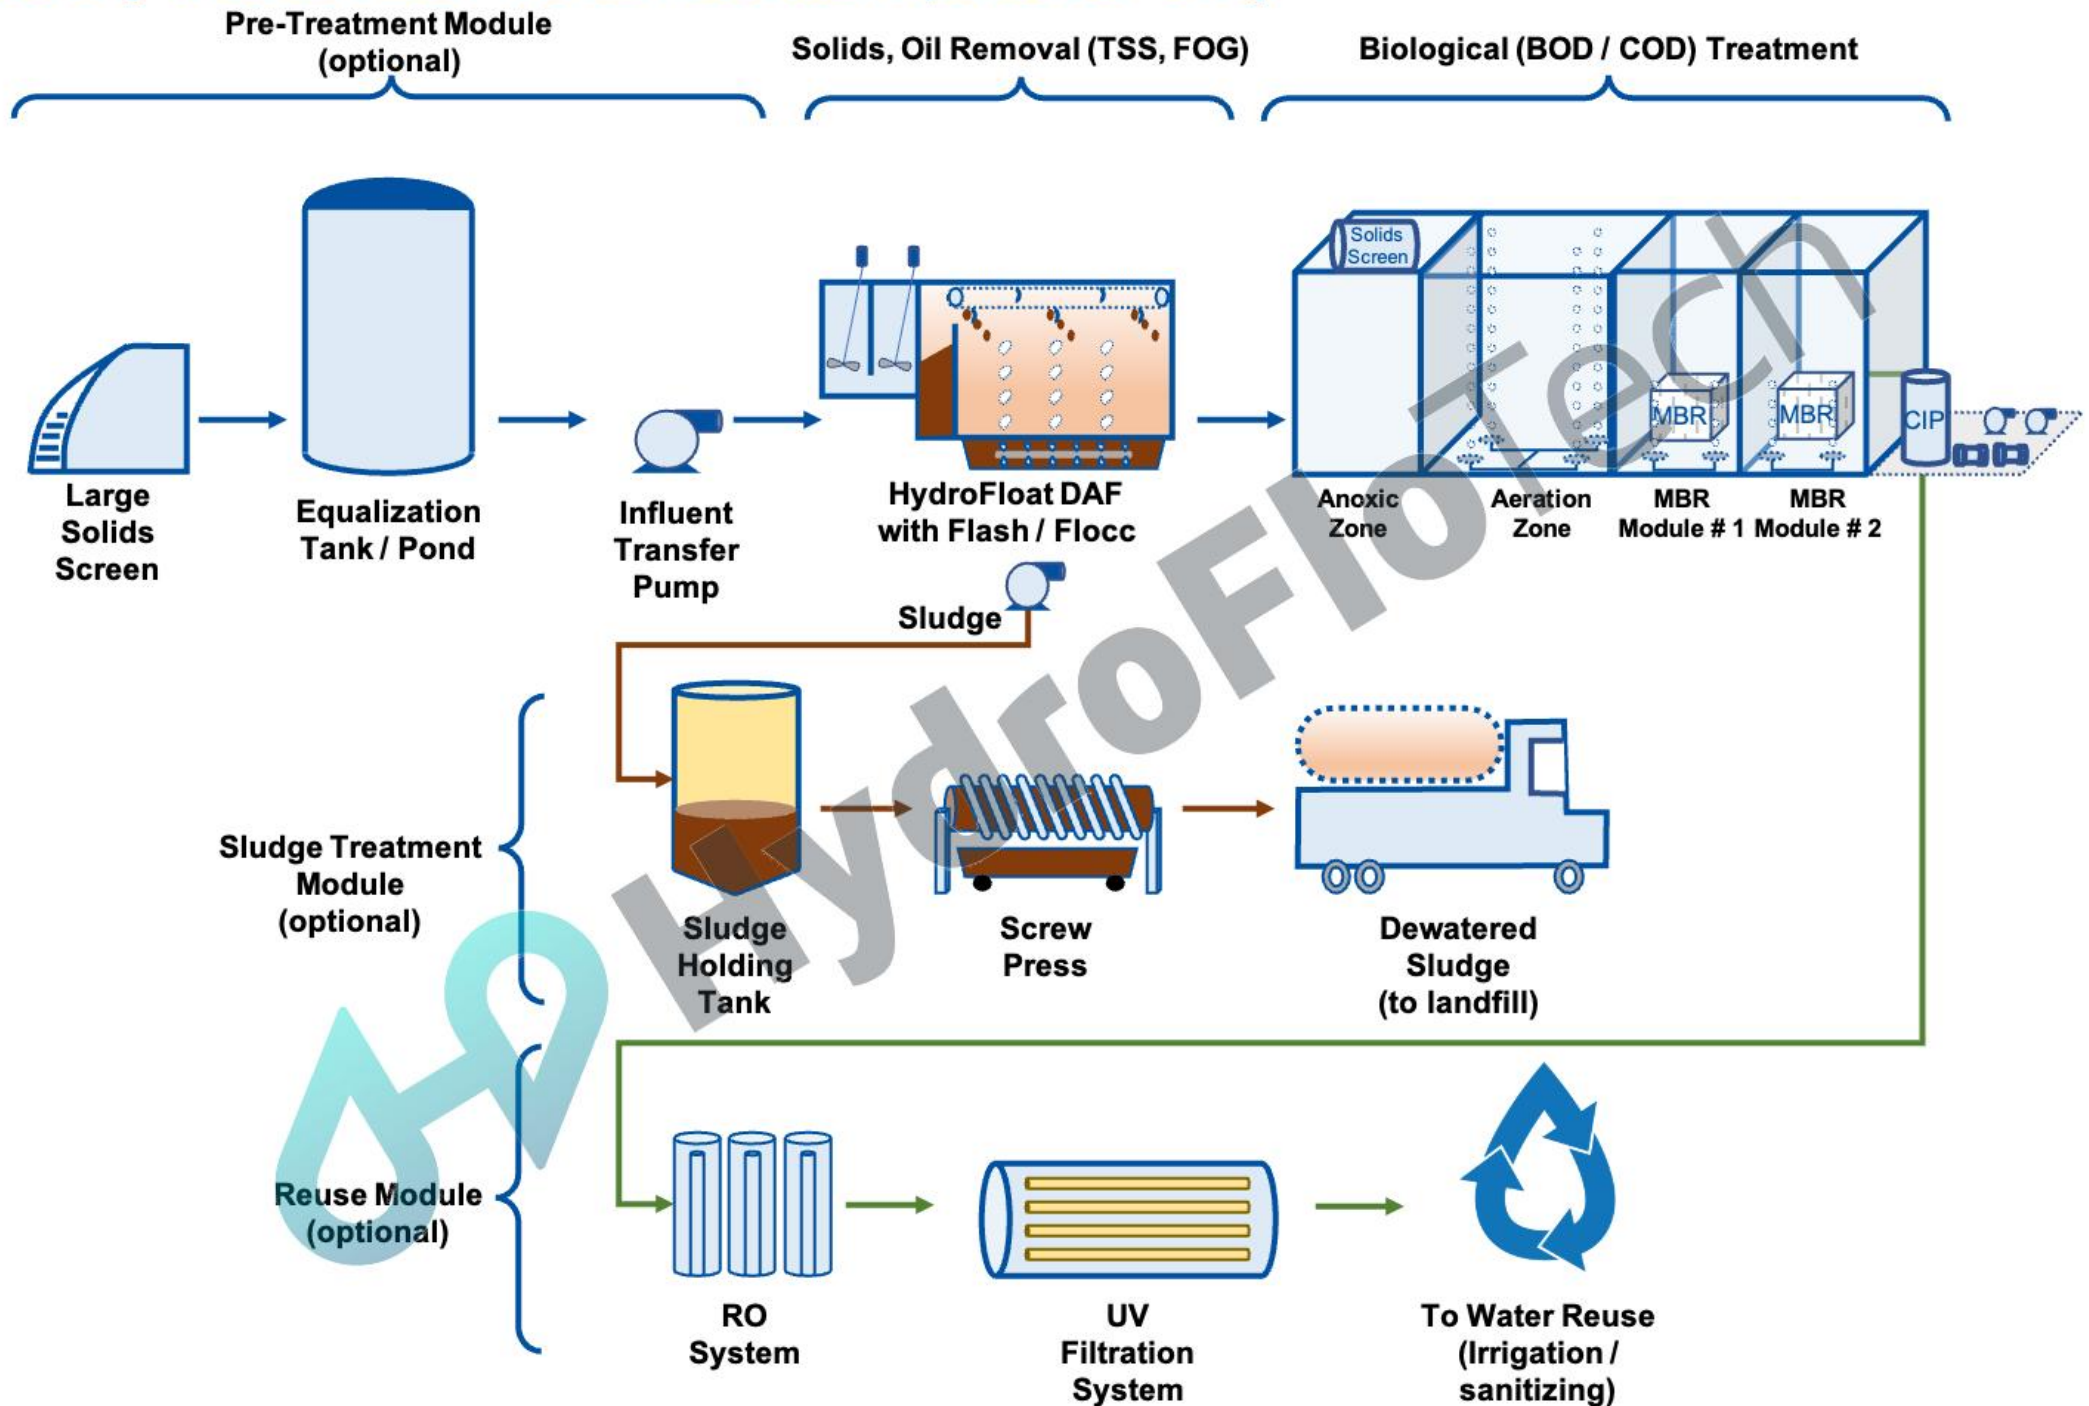 Pre-Treatment Module
(optional)
Solids, Oil Removal (TSS, FOG)
Biological (BOD / COD) Treatment
Solids
Screen
MBR
MBR
CIP
Large
Solids
Screen
Equalization
Tank / Pond
Influent
Transfer
Pump
HydroFloat DAF
with Flash / Flocc
Anoxic
Zone
Aeration
Zone
MBR
Module # 1
MBR
Module # 2
Sludge
HydroFloTech
Sludge Treatment
Module
(optional)
Sludge
Holding
Tank
Screw
Press
Dewatered
Sludge
(to landfill)
Reuse Module
(optional)
RO
System
UV
Filtration
System
To Water Reuse
(Irrigation /
sanitizing)